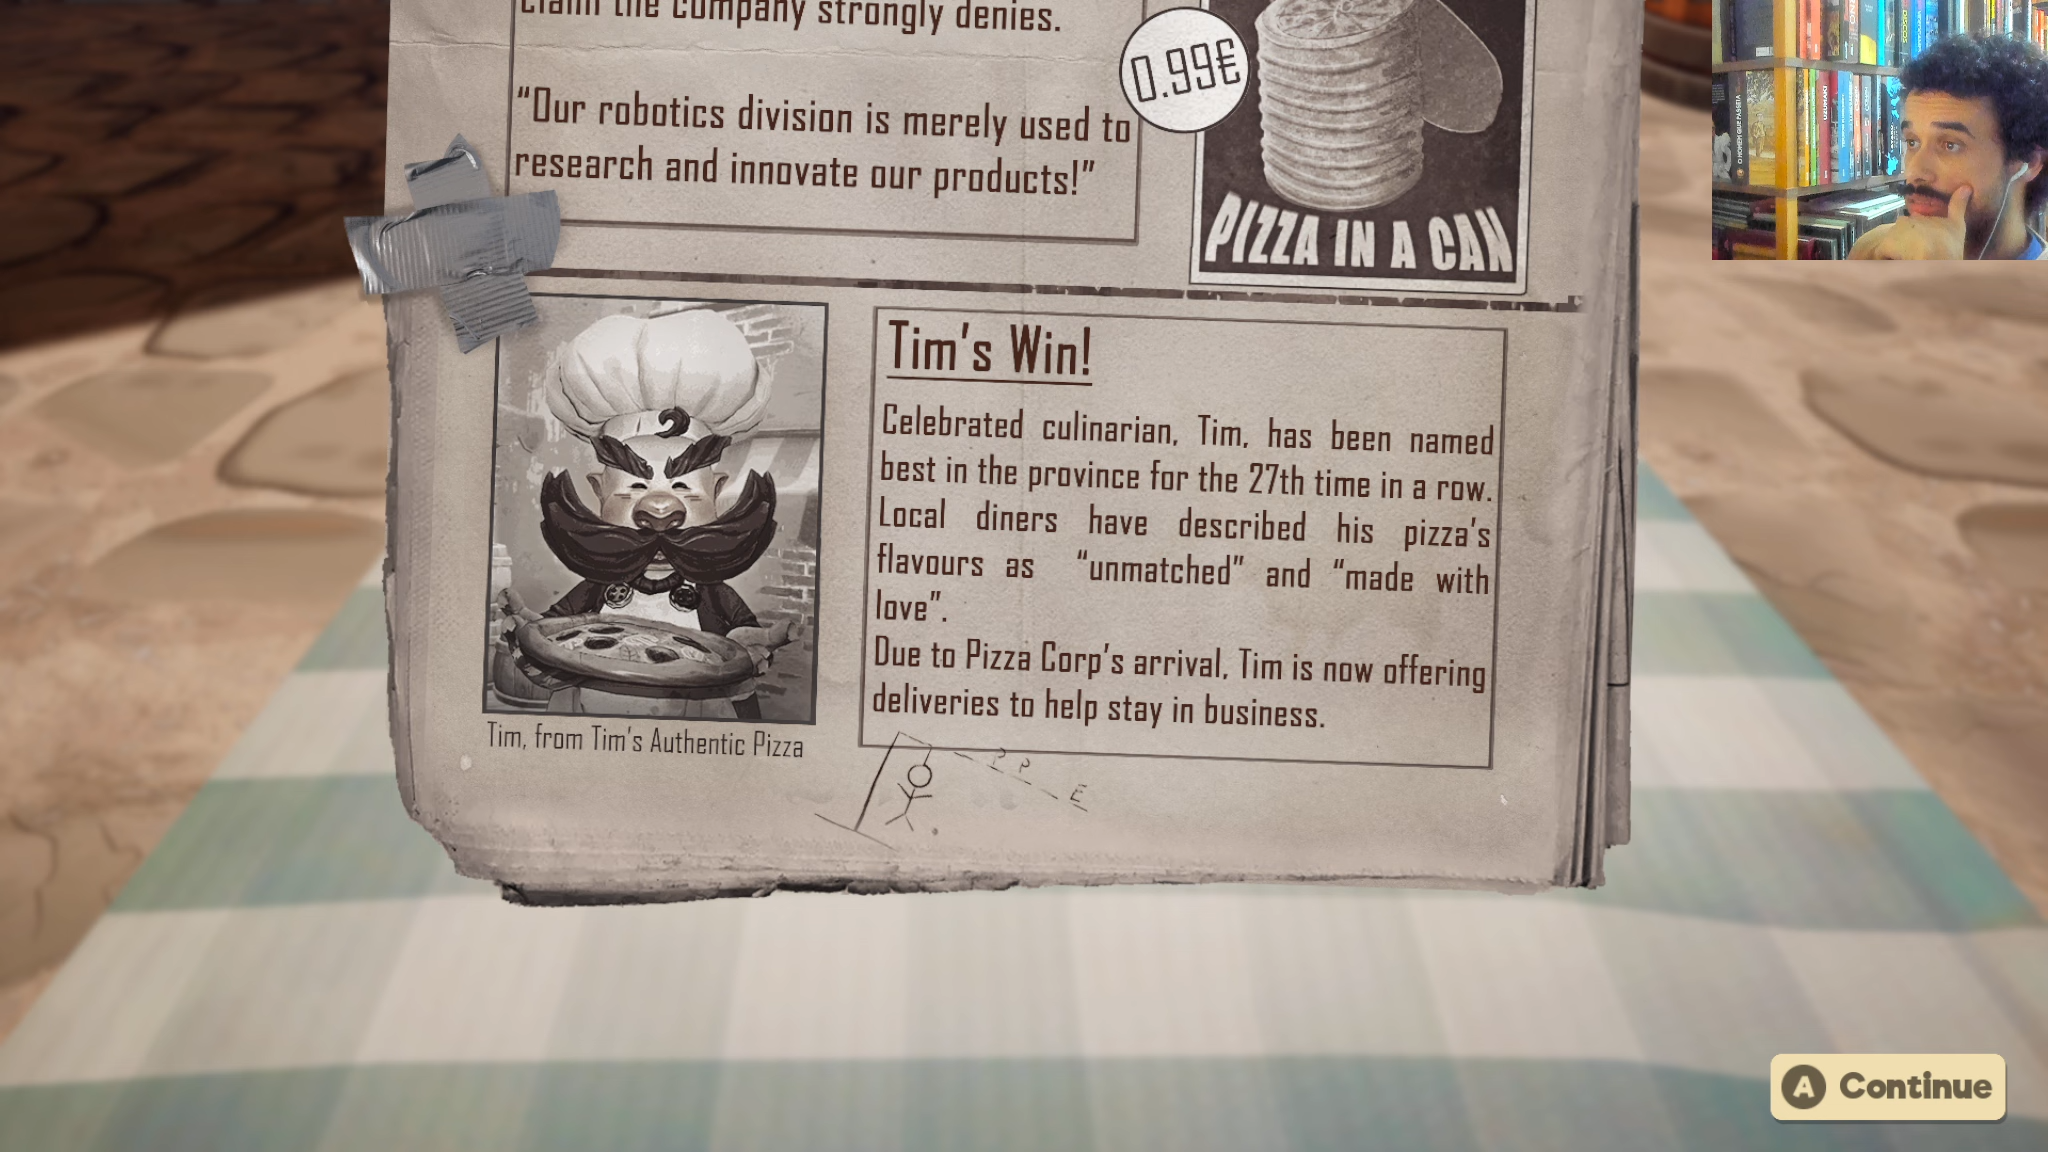 claim the company strongly denies.
"Our robotics division is merely used to
research and innovate our products!"
0.99€
PIZZA IN A CAN
Tim's Win!
Celebrated culinarian, Tim, has been named
best in the province for the 27th time in a row.
Local diners have described his pizza's
flavours as "unmatched" and "made with
love".
Due to Pizza Corp's arrival, Tim is now offering
deliveries to help stay in business.
Tim, from Tim's Authentic Pizza
_ P P _ E
A Continue